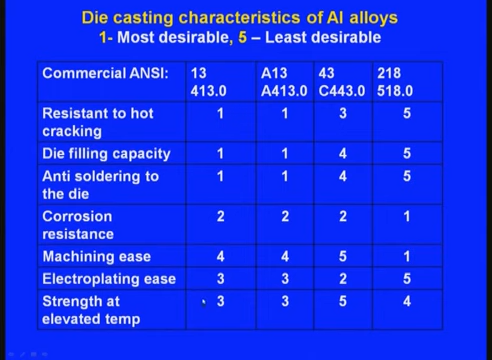 Die casting characteristics of Al alloys
1- Most desirable, 5 – Least desirable
Commercial ANSI: 13 A13 43 218
413.0 A413.0 C443.0 518.0
Resistant to hot 1 1 3 5
cracking
Die filling capacity 1 1 4 5
Anti soldering to 1 1 4 5
the die
Corrosion 2 2 2 1
resistance
Machining ease 4 4 5 1
Electroplating ease 3 3 2 5
Strength at 3 3 5 4
elevated temp